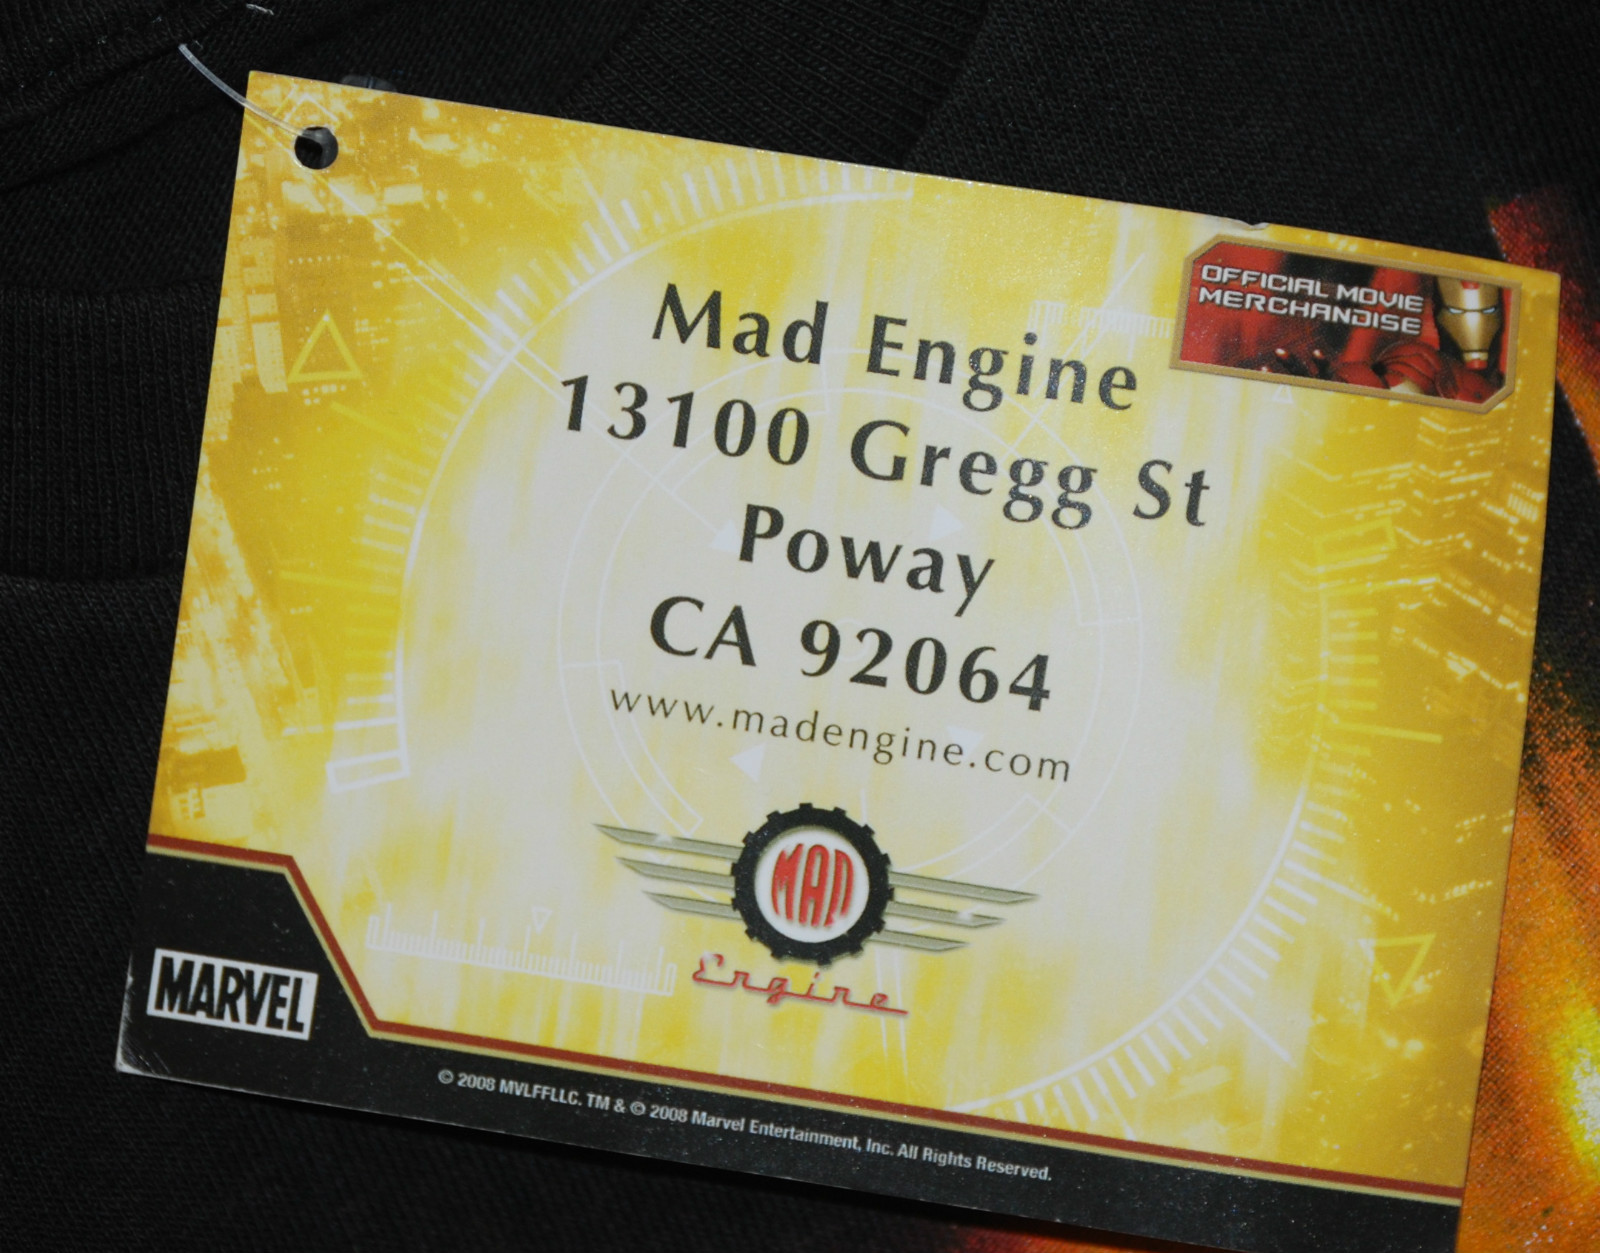 OFFICIAL MOVIE
MERCHANDISE
Mad Engine
13100 Gregg St
Poway
CA 92064
www.madengine.com
MAD
Engine
MARVEL
© 2008 MVLFFLLC. TM & © 2008 Marvel Entertainment, Inc. All Rights Reserved.